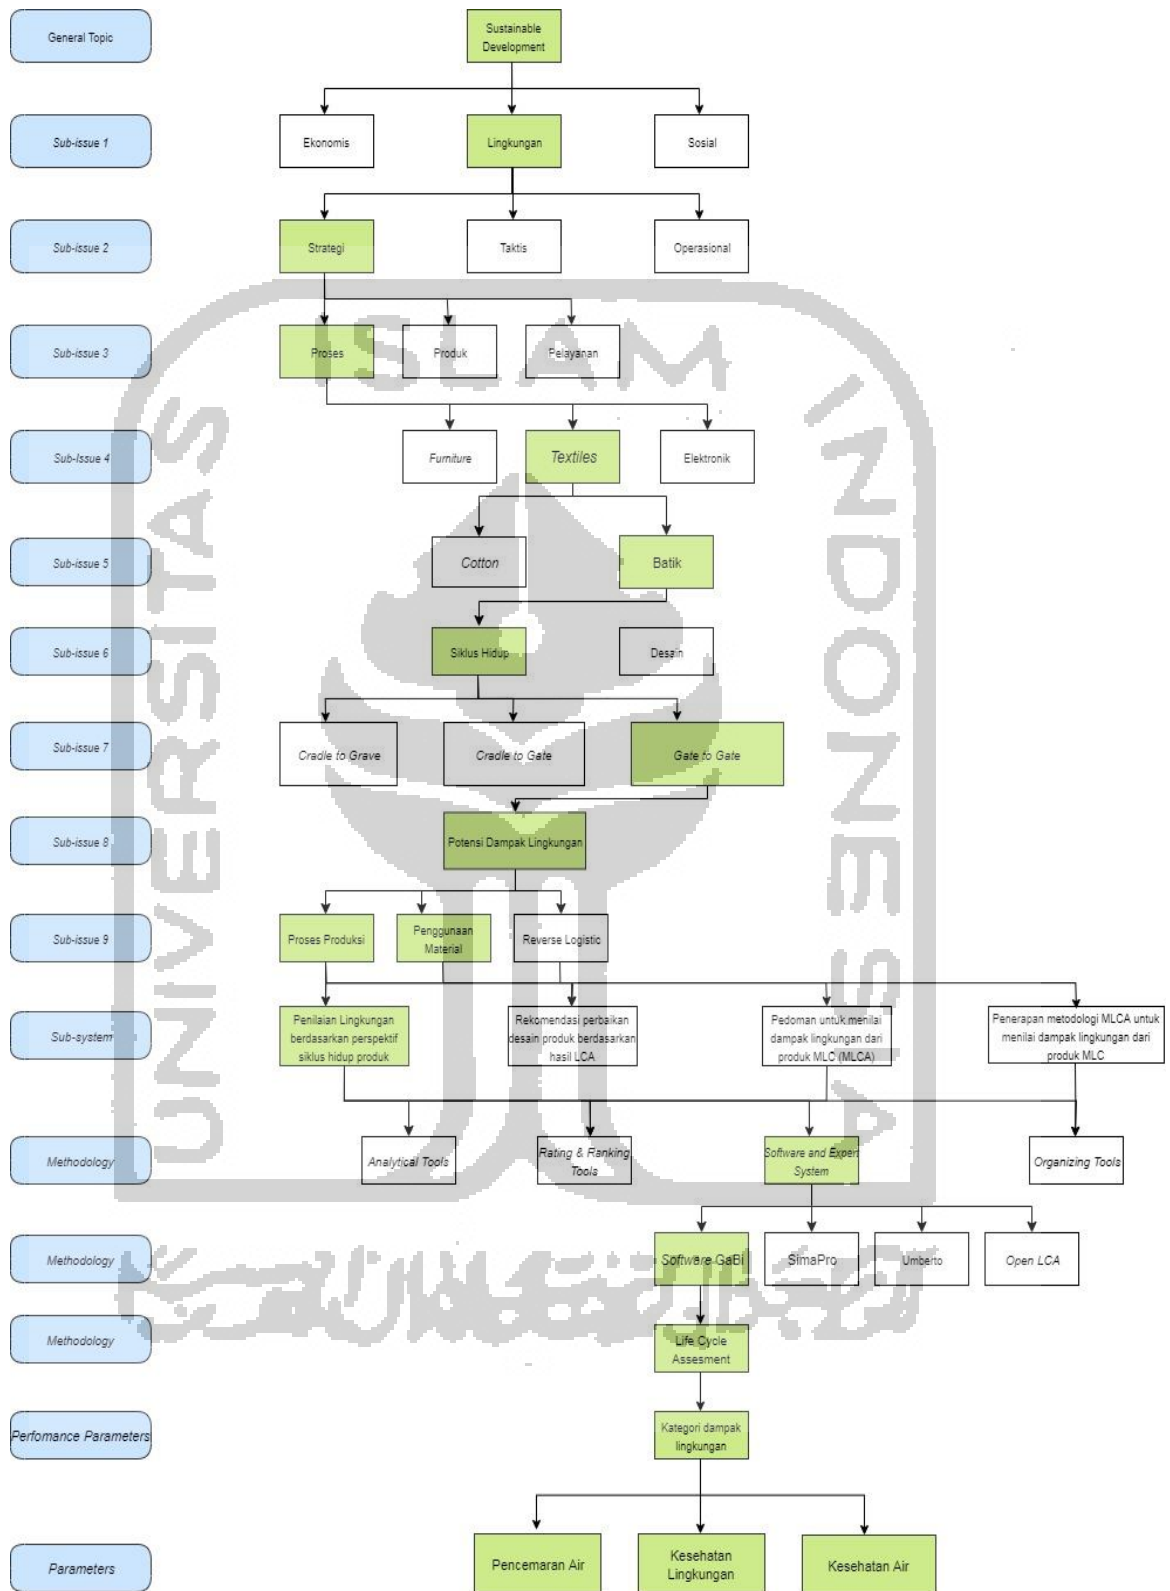 General Topic
Sustainable
Development
Sub-issue 1
Ekonomis
Lingkungan
Sosial
Sub-issue 2
Strategi
Taktis
Operasional
Sub-issue 3
Proses
Produk
Pelayanan
Sub-Issue 4
Furniture
Textiles
Elektronik
Sub-issue 5
Cotton
Batik
Sub-issue 6
Siklus Hidup
Desain
Sub-issue 7
Cradle to Grave
Cradle to Gate
Gate to Gate
Sub-issue 8
Potensi Dampak Lingkungan
Sub-issue 9
Proses Produksi
Penggunaan
Material
Reverse Logistic
Sub-system
Penilaian Lingkungan
berdasarkan perspektif
siklus hidup produk
Rekomendasi perbaikan
desain produk berdasarkan
hasil LCA
Pedoman untuk menilai
dampak lingkungan dari
produk MLC (MLCA)
Penerapan metodologi MLCA untuk
menilai dampak lingkungan dari
produk MLC
Methodology
Analytical Tools
Rating & Ranking
Tools
Software and Expert
System
Organizing Tools
Methodology
Software GaBi
SimaPro
Umberto
Open LCA
Methodology
Life Cycle
Assesment
Perfomance Parameters
Kategori dampak
lingkungan
Parameters
Pencemaran Air
Kesehatan
Lingkungan
Kesehatan Air
UNIVERSITAS
ISLAM
INDONESIA